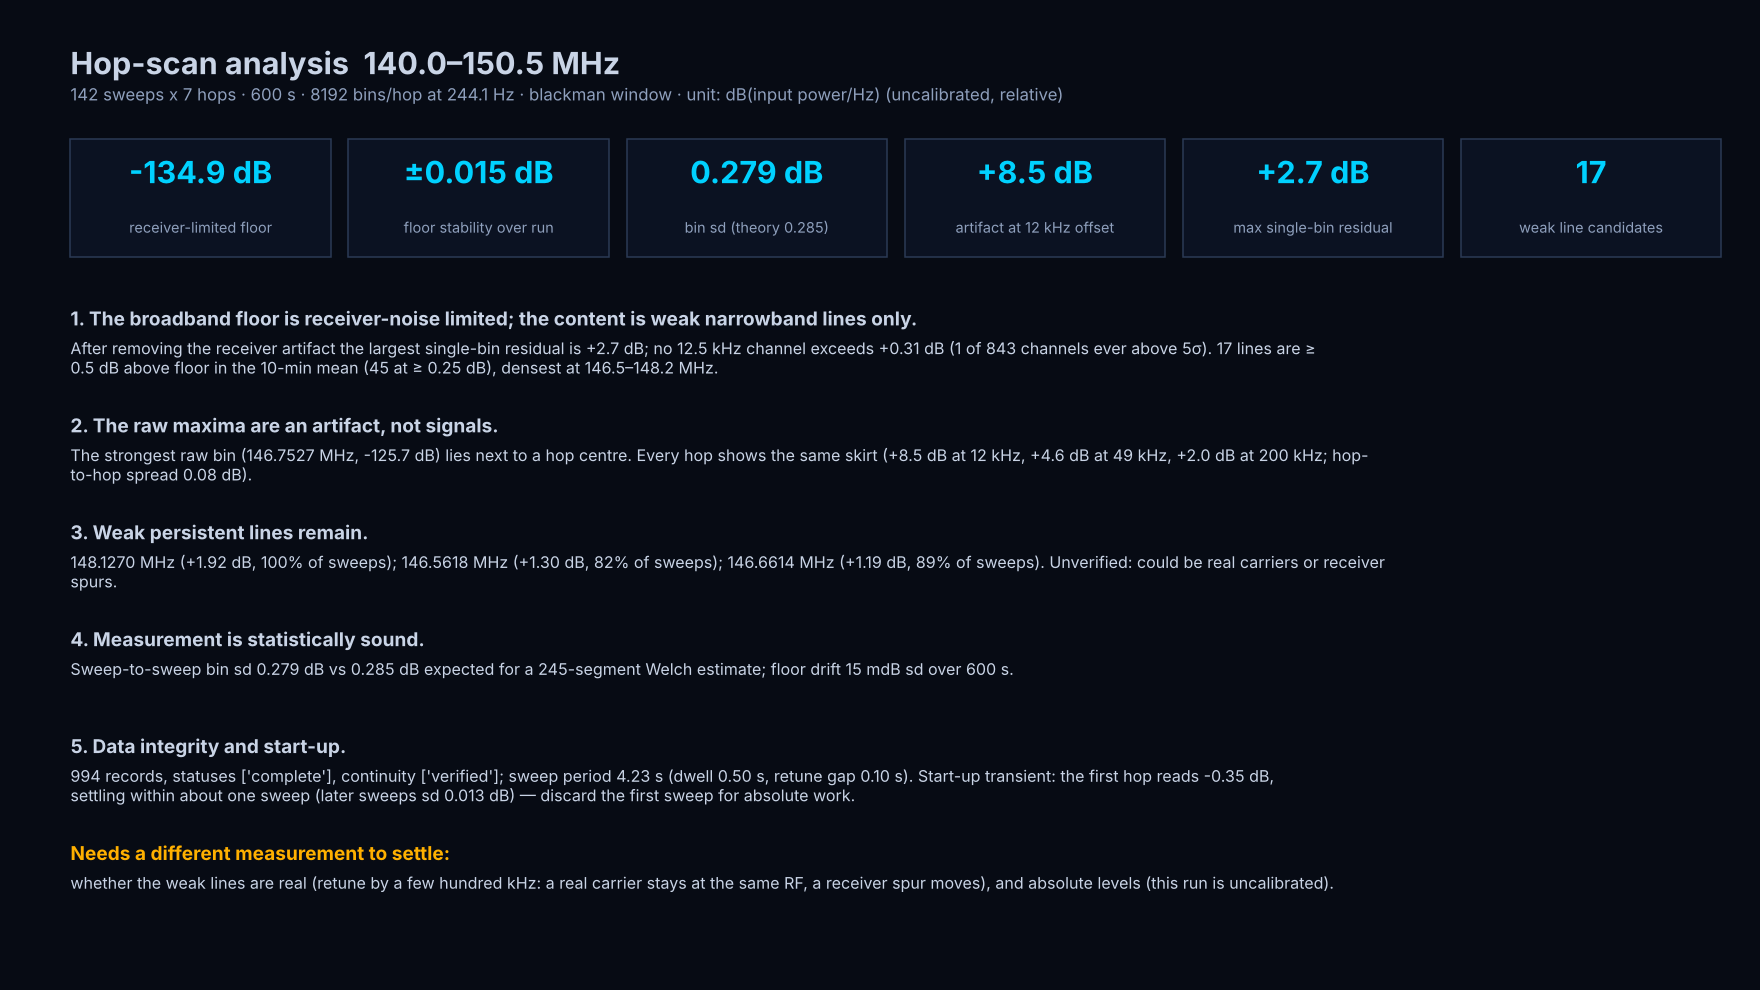 Hop-scan analysis  140.0–150.5 MHz
142 sweeps x 7 hops · 600 s · 8192 bins/hop at 244.1 Hz · blackman window · unit: dB(input power/Hz) (uncalibrated, relative)
-134.9 dB
receiver-limited floor
±0.015 dB
floor stability over run
0.279 dB
bin sd (theory 0.285)
+8.5 dB
artifact at 12 kHz offset
+2.7 dB
max single-bin residual
17
weak line candidates
1. The broadband floor is receiver-noise limited; the content is weak narrowband lines only.
After removing the receiver artifact the largest single-bin residual is +2.7 dB; no 12.5 kHz channel exceeds +0.31 dB (1 of 843 channels ever above 5σ). 17 lines are ≥
0.5 dB above floor in the 10-min mean (45 at ≥ 0.25 dB), densest at 146.5–148.2 MHz.
2. The raw maxima are an artifact, not signals.
The strongest raw bin (146.7527 MHz, -125.7 dB) lies next to a hop centre. Every hop shows the same skirt (+8.5 dB at 12 kHz, +4.6 dB at 49 kHz, +2.0 dB at 200 kHz; hop-
to-hop spread 0.08 dB).
3. Weak persistent lines remain.
148.1270 MHz (+1.92 dB, 100% of sweeps); 146.5618 MHz (+1.30 dB, 82% of sweeps); 146.6614 MHz (+1.19 dB, 89% of sweeps). Unverified: could be real carriers or receiver
spurs.
4. Measurement is statistically sound.
Sweep-to-sweep bin sd 0.279 dB vs 0.285 dB expected for a 245-segment Welch estimate; floor drift 15 mdB sd over 600 s.
5. Data integrity and start-up.
994 records, statuses ['complete'], continuity ['verified']; sweep period 4.23 s (dwell 0.50 s, retune gap 0.10 s). Start-up transient: the first hop reads -0.35 dB,
settling within about one sweep (later sweeps sd 0.013 dB) — discard the first sweep for absolute work.
Needs a different measurement to settle:
whether the weak lines are real (retune by a few hundred kHz: a real carrier stays at the same RF, a receiver spur moves), and absolute levels (this run is uncalibrated).